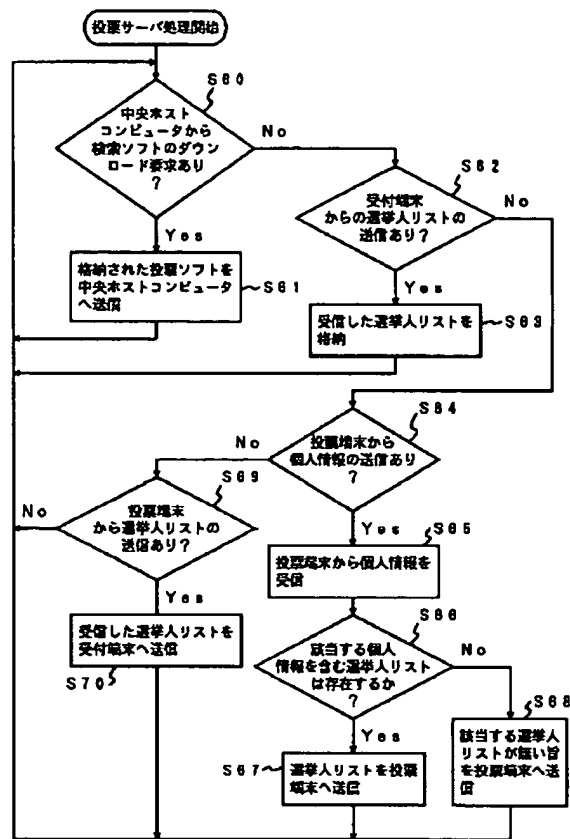 投票サーバ処理開始
S60
中央ホスト
コンピュータから
検索ソフトのダウン
ロード要求あり
?
No
Yes
S62
受付端末
からの選挙人リストの
送信あり?
No
Yes
格納された投票ソフトを
中央ホストコンピュータ
へ送信
S61
受信した選挙人リストを
格納
S63
S64
投票端末から
個人情報の送信あり
?
No
Yes
S69
投票端末
から選挙人リストの
送信あり?
No
Yes
S65
投票端末から個人情報を
受信
受信した選挙人リストを
受付端末へ送信
S70
S66
該当する個人
情報を含む選挙人リスト
は存在するか
?
No
Yes
S68
該当する選挙人
リストが無い旨
を投票端末へ送
信
S67
選挙人リストを投票
端末へ送信